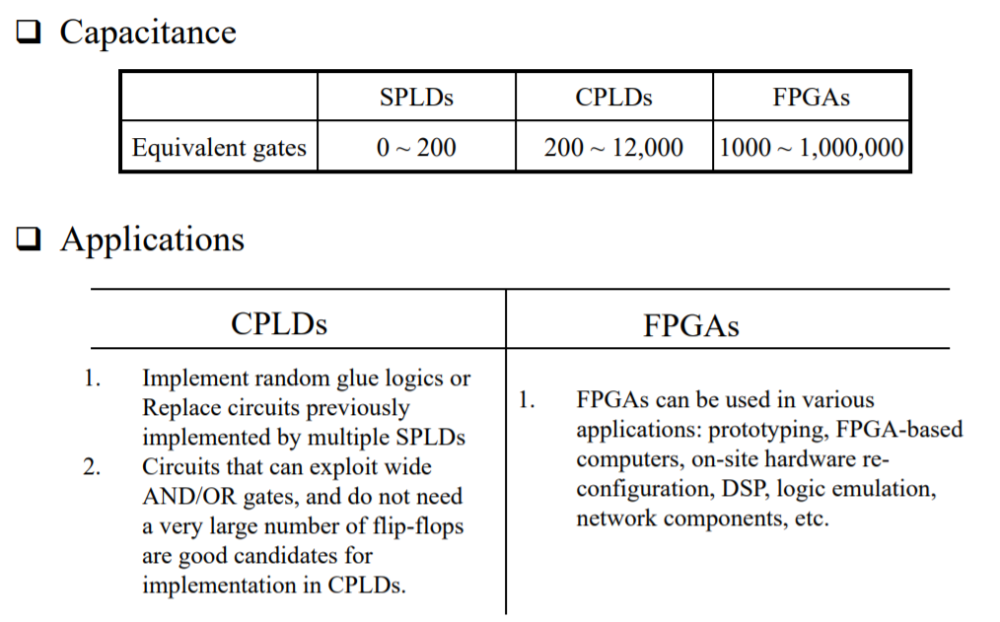 ❑ Capacitance
SPLDs CPLDs FPGAs
Equivalent gates 0 ~ 200 200 ~ 12,000 1000 ~ 1,000,000
❑ Applications
CPLDs
1. Implement random glue logics or
Replace circuits previously
implemented by multiple SPLDs
2. Circuits that can exploit wide
AND/OR gates, and do not need
a very large number of flip-flops
are good candidates for
implementation in CPLDs.
FPGAs
1. FPGAs can be used in various
applications: prototyping, FPGA-based
computers, on-site hardware re-
configuration, DSP, logic emulation,
network components, etc.